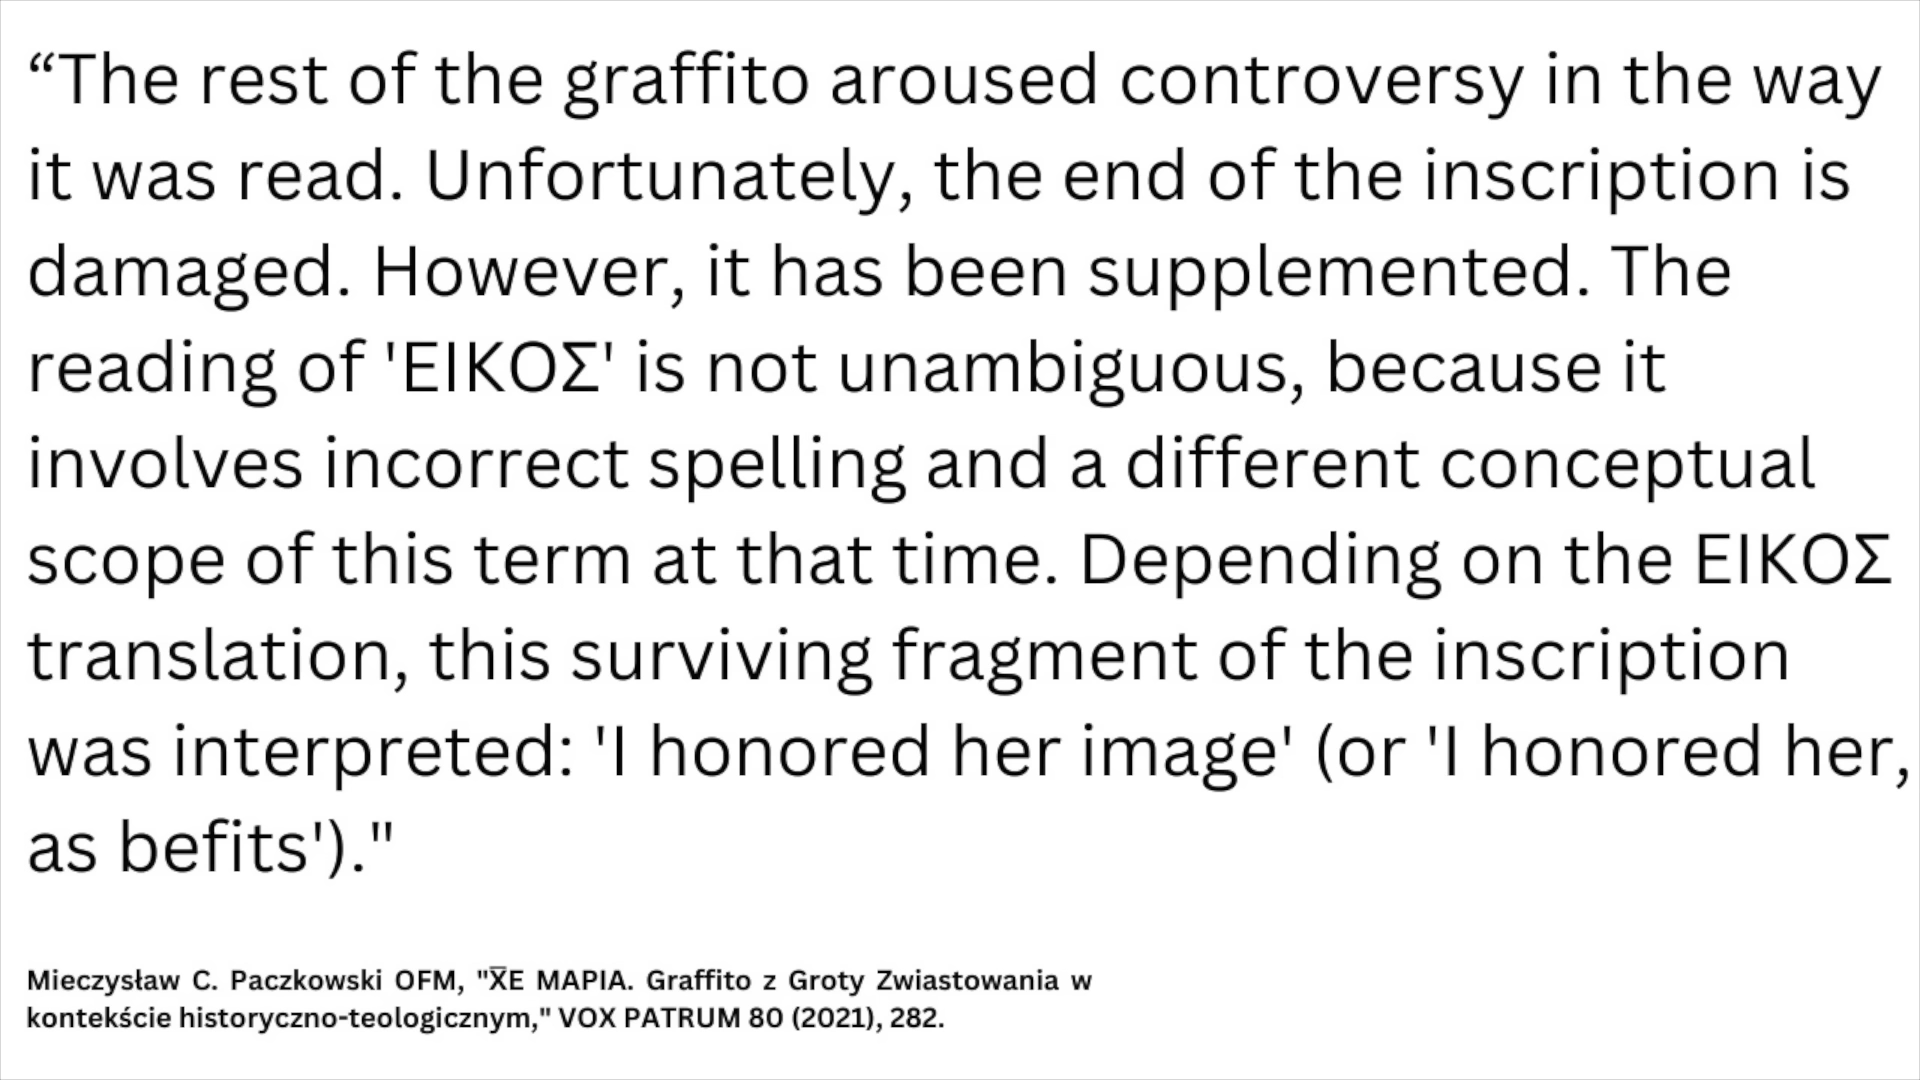 “The rest of the graffito aroused controversy in the way
it was read. Unfortunately, the end of the inscription is
damaged. However, it has been supplemented. The
reading of 'ΕΙΚΟΣ' is not unambiguous, because it
involves incorrect spelling and a different conceptual
scope of this term at that time. Depending on the ΕΙΚΟΣ
translation, this surviving fragment of the inscription
was interpreted: 'I honored her image' (or 'I honored her,
as befits')."
Mieczysław C. Paczkowski OFM, "X̅E MAPIA. Graffito z Groty Zwiastowania w
kontekście historyczno-teologicznym," VOX PATRUM 80 (2021), 282.